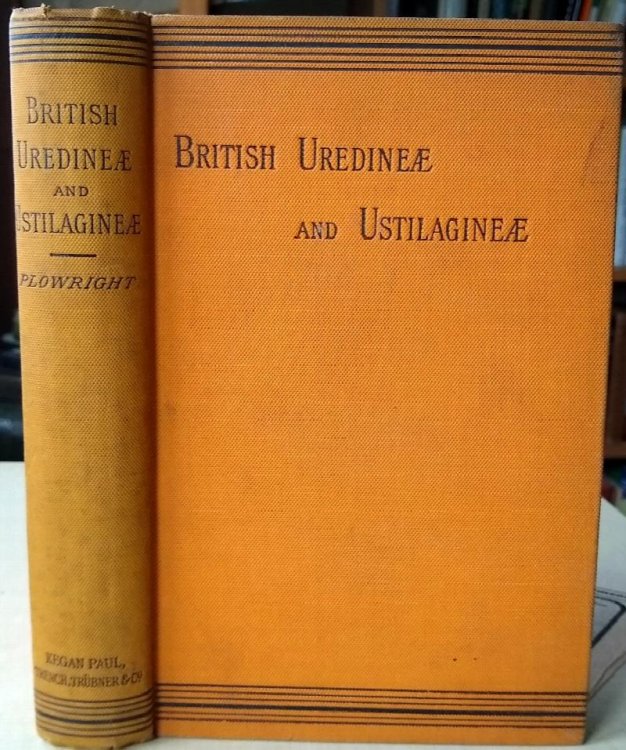 BRITISH
UREDINEÆ
AND
USTILAGINEÆ
PLOWRIGHT
KEGAN PAUL,
TRENCH, TRÜBNER & Co
BRITISH UREDINEÆ
AND USTILAGINEÆ